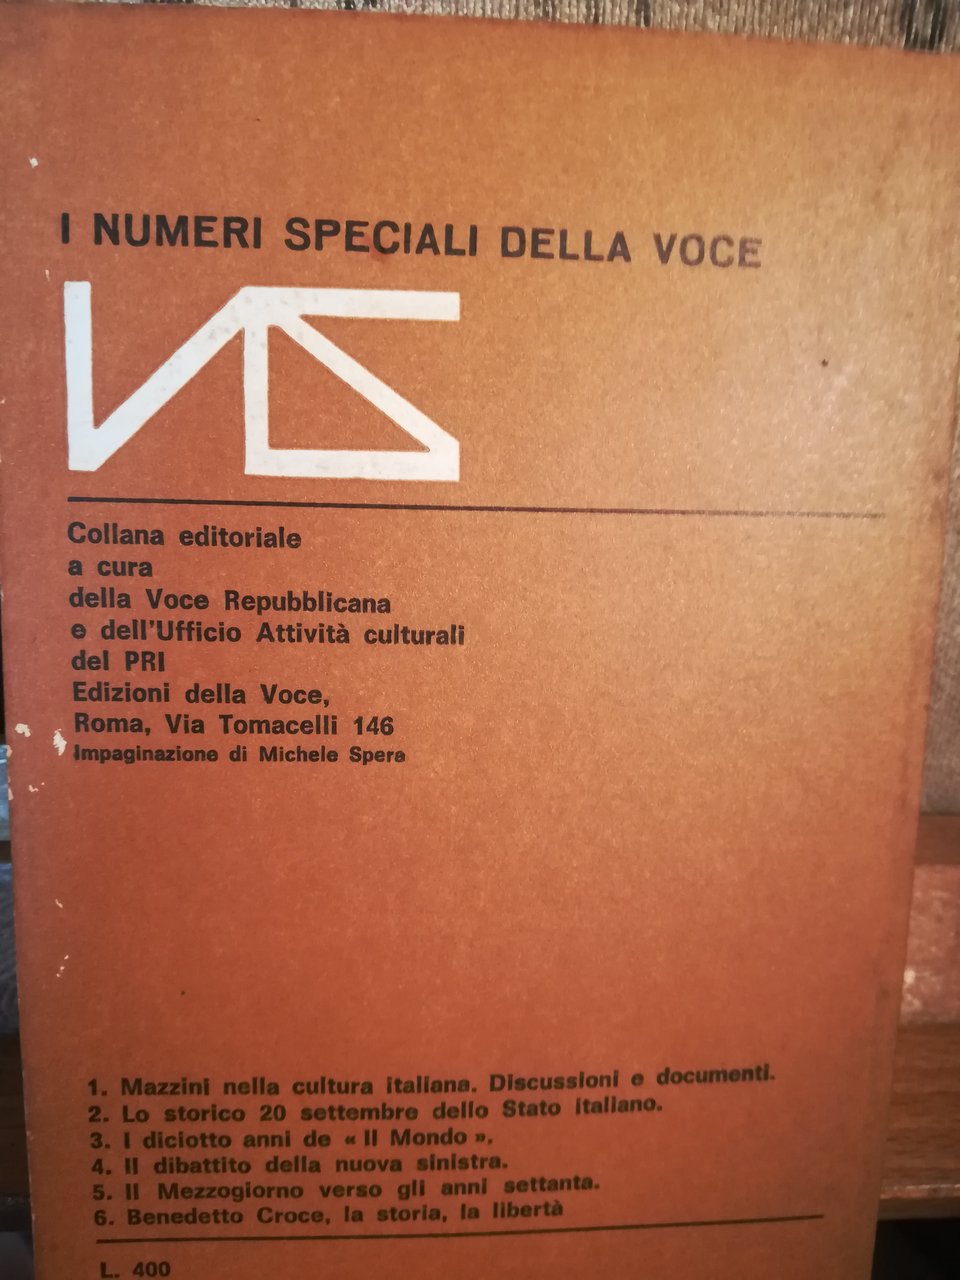 I NUMERI SPECIALI DELLA VOCE
Collana editoriale
a cura
della Voce Repubblicana
e dell'Ufficio Attività culturali
del PRI
Edizioni della Voce,
Roma, Via Tomacelli 146
Impaginazione di Michele Spera
1. Mazzini nella cultura italiana. Discussioni e documenti.
2. Lo storico 20 settembre dello Stato italiano.
3. I diciotto anni de « Il Mondo ».
4. Il dibattito della nuova sinistra.
5. Il Mezzogiorno verso gli anni settanta.
6. Benedetto Croce, la storia, la libertà
L. 400